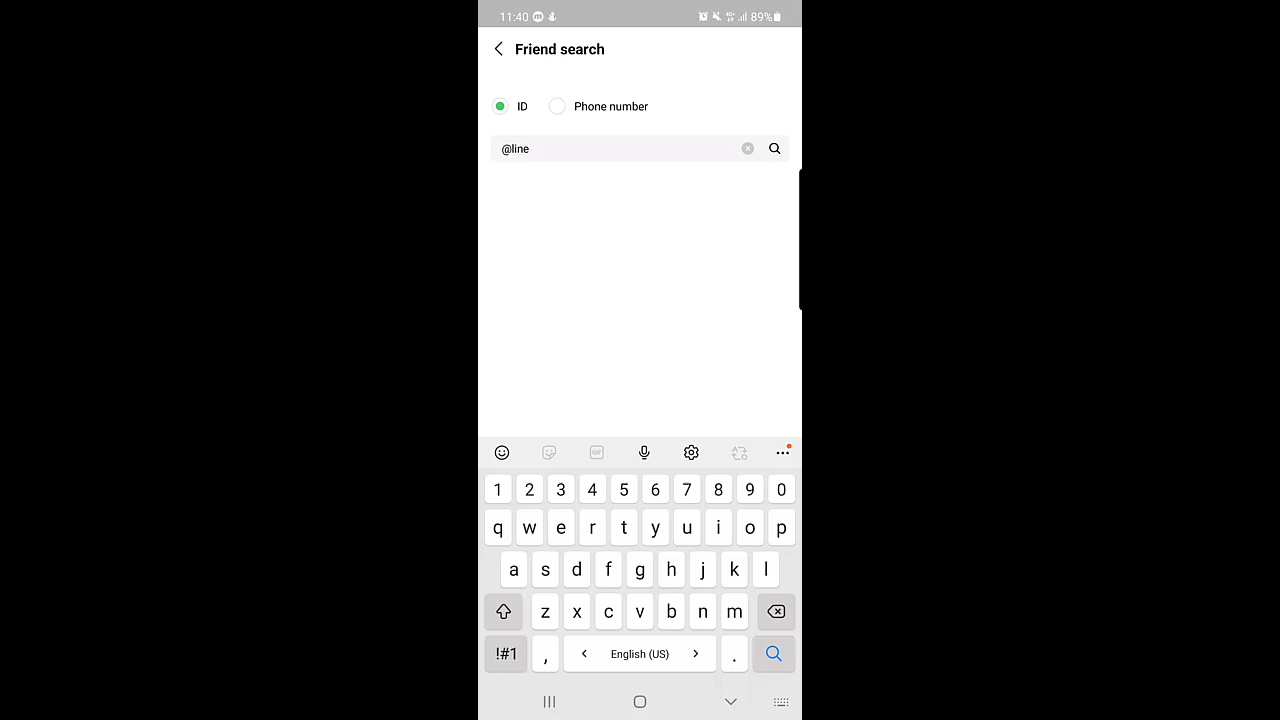 11:40 89%
Friend search
ID Phone number
@line
GIF
1 2 3 4 5 6 7 8 9 0
q w e r t y u i o p
a s d f g h j k l
z x c v b n m
!#1 , < English (US) > .